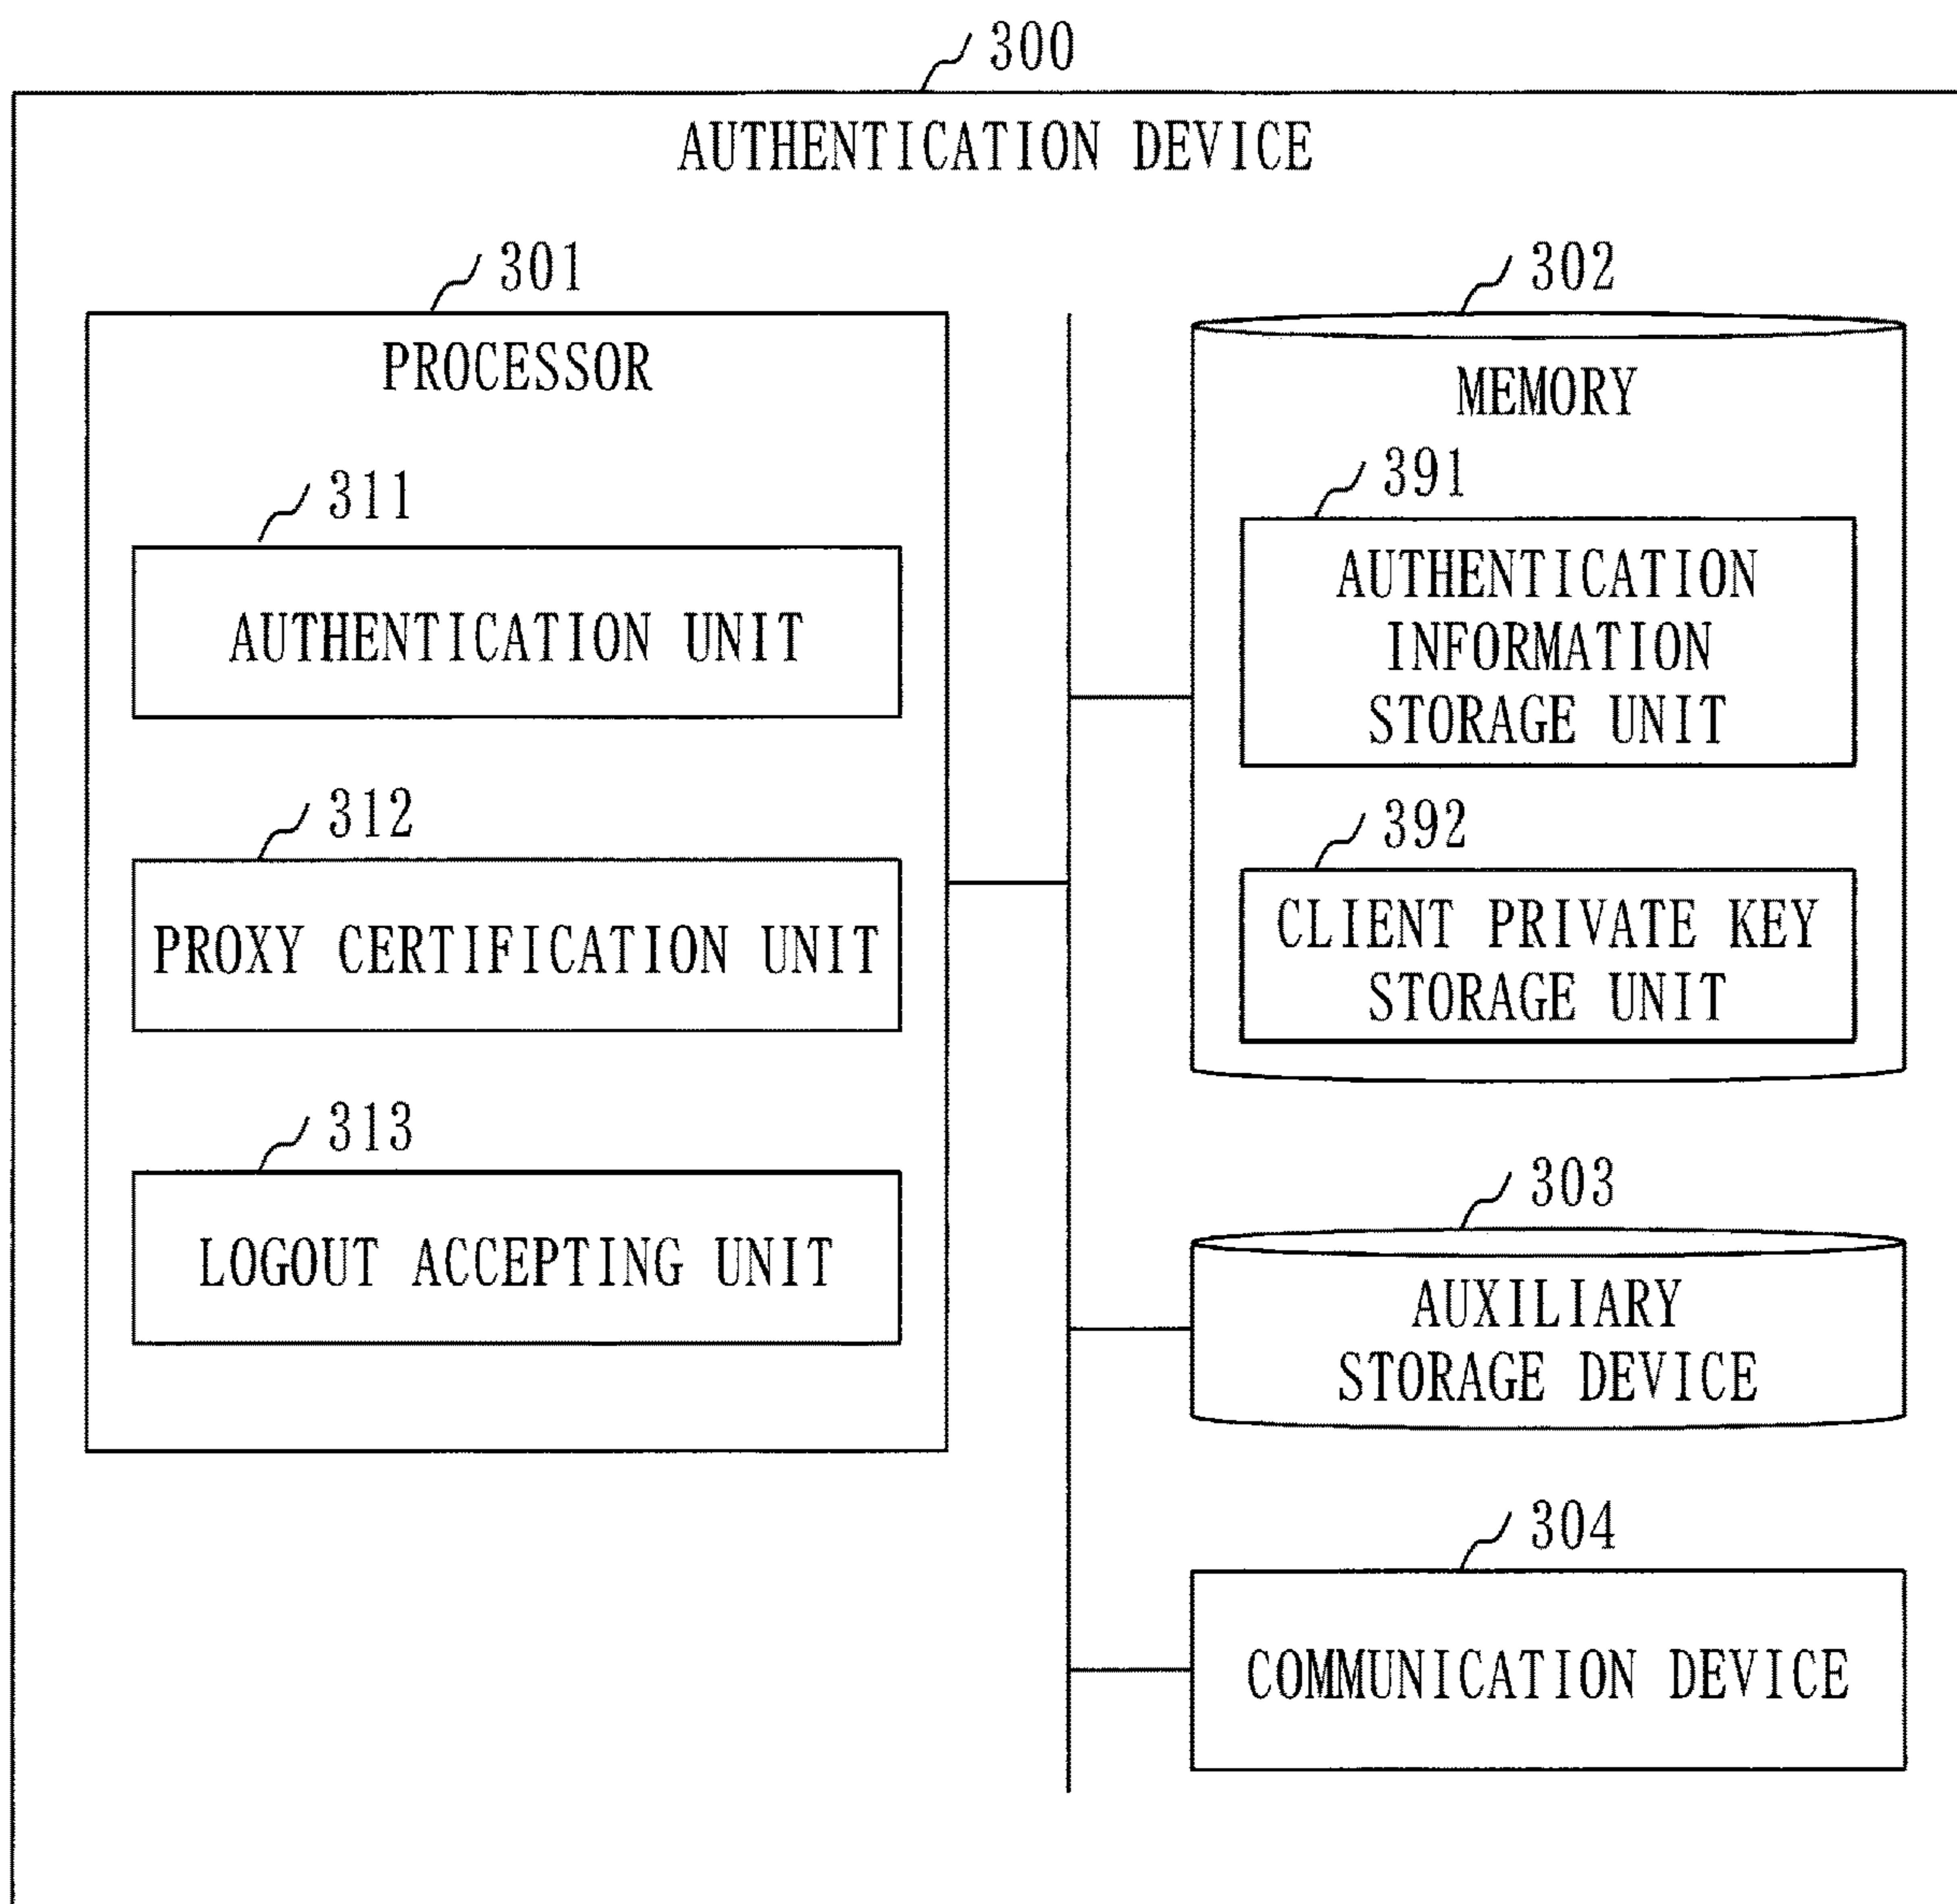 300
AUTHENTICATION DEVICE
301
PROCESSOR
311
AUTHENTICATION UNIT
312
PROXY CERTIFICATION UNIT
313
LOGOUT ACCEPTING UNIT
302
MEMORY
391
AUTHENTICATION
INFORMATION
STORAGE UNIT
392
CLIENT PRIVATE KEY
STORAGE UNIT
303
AUXILIARY
STORAGE DEVICE
304
COMMUNICATION DEVICE